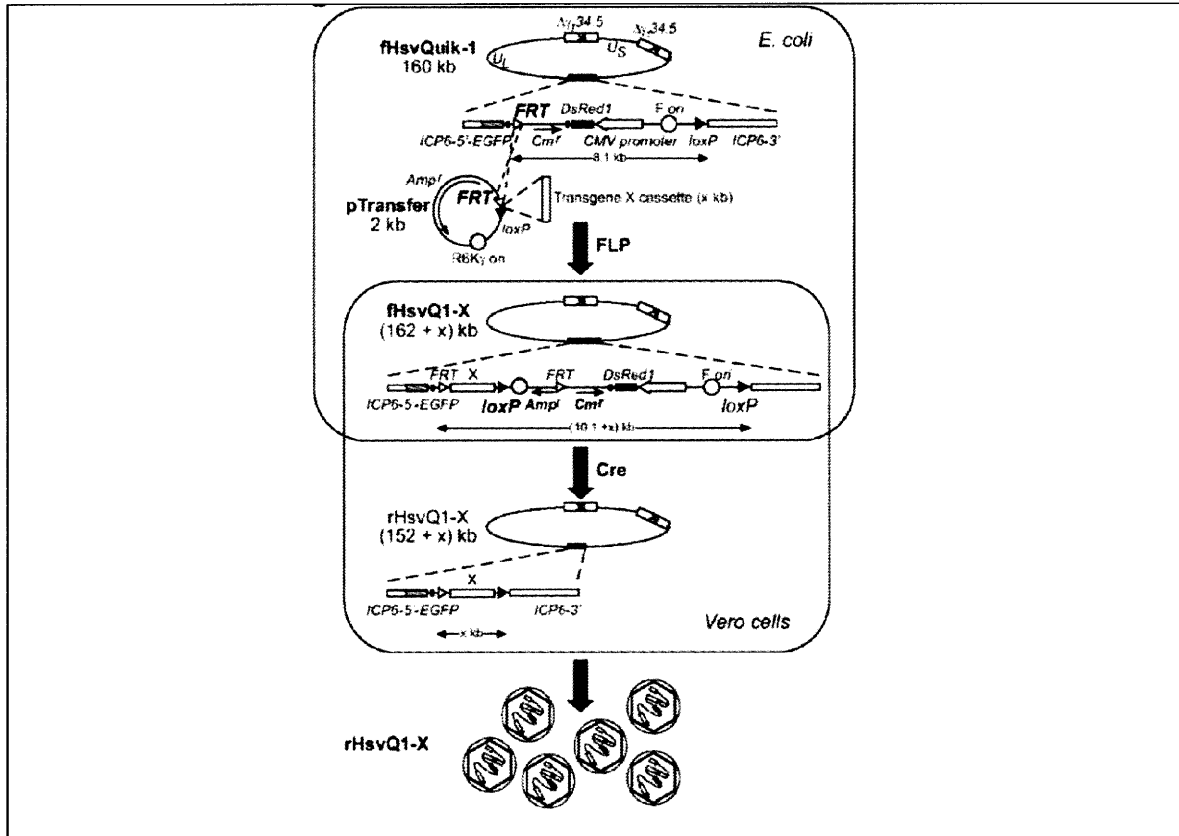 Δγ34.5
Δγ34.5
E. coli
fHsvQuik-1
160 kb
UL
US
FRT
DsRed1
F ori
ICP6-5'-EGFP
Cmr
CMV promoter
loxP
ICP6-3'
8.1 kb
Ampr
FRT
Transgene X cassette (x kb)
pTransfer
2 kb
loxP
R6Kγ ori
FLP
fHsvQ1-X
(162 + x) kb
FRT
X
FRT
DsRed1
F ori
ICP6-5'-EGFP
loxP
Ampr
Cmr
loxP
(10.1 +x) kb
Cre
rHsvQ1-X
(152 + x) kb
X
ICP6-5'-EGFP
ICP6-3'
x kb
Vero cells
rHsvQ1-X